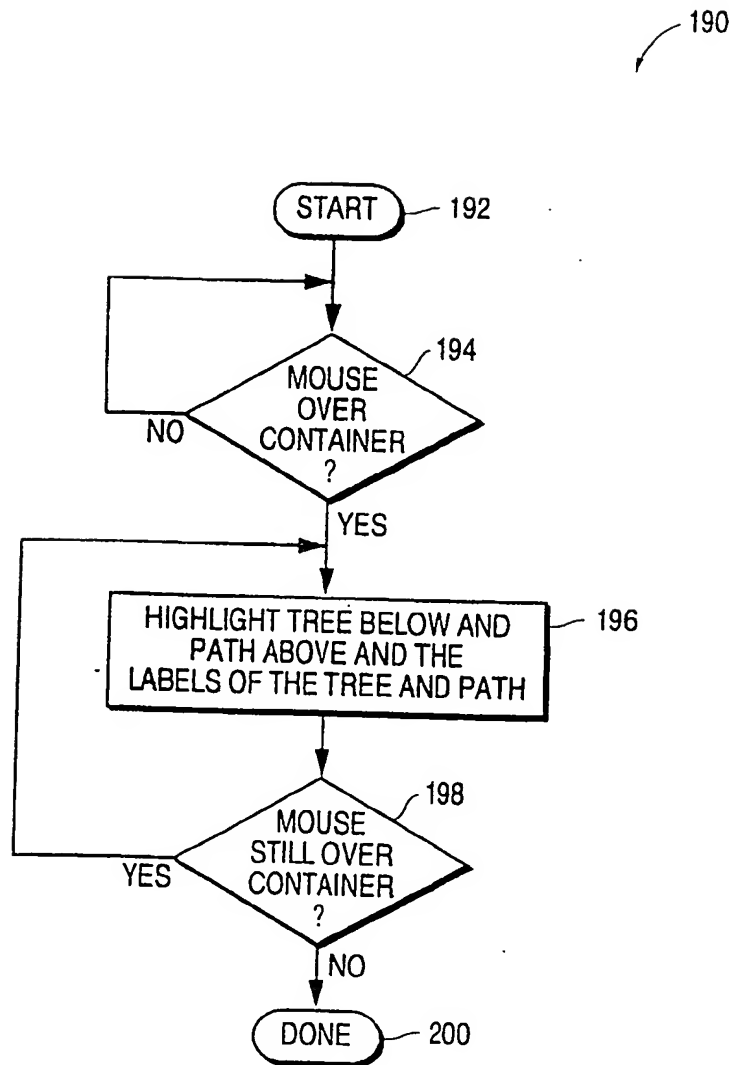 190
START
192
194
MOUSE
OVER
CONTAINER
?
NO
YES
HIGHLIGHT TREE BELOW AND
PATH ABOVE AND THE
LABELS OF THE TREE AND PATH
196
198
MOUSE
STILL OVER
CONTAINER
?
YES
NO
DONE
200